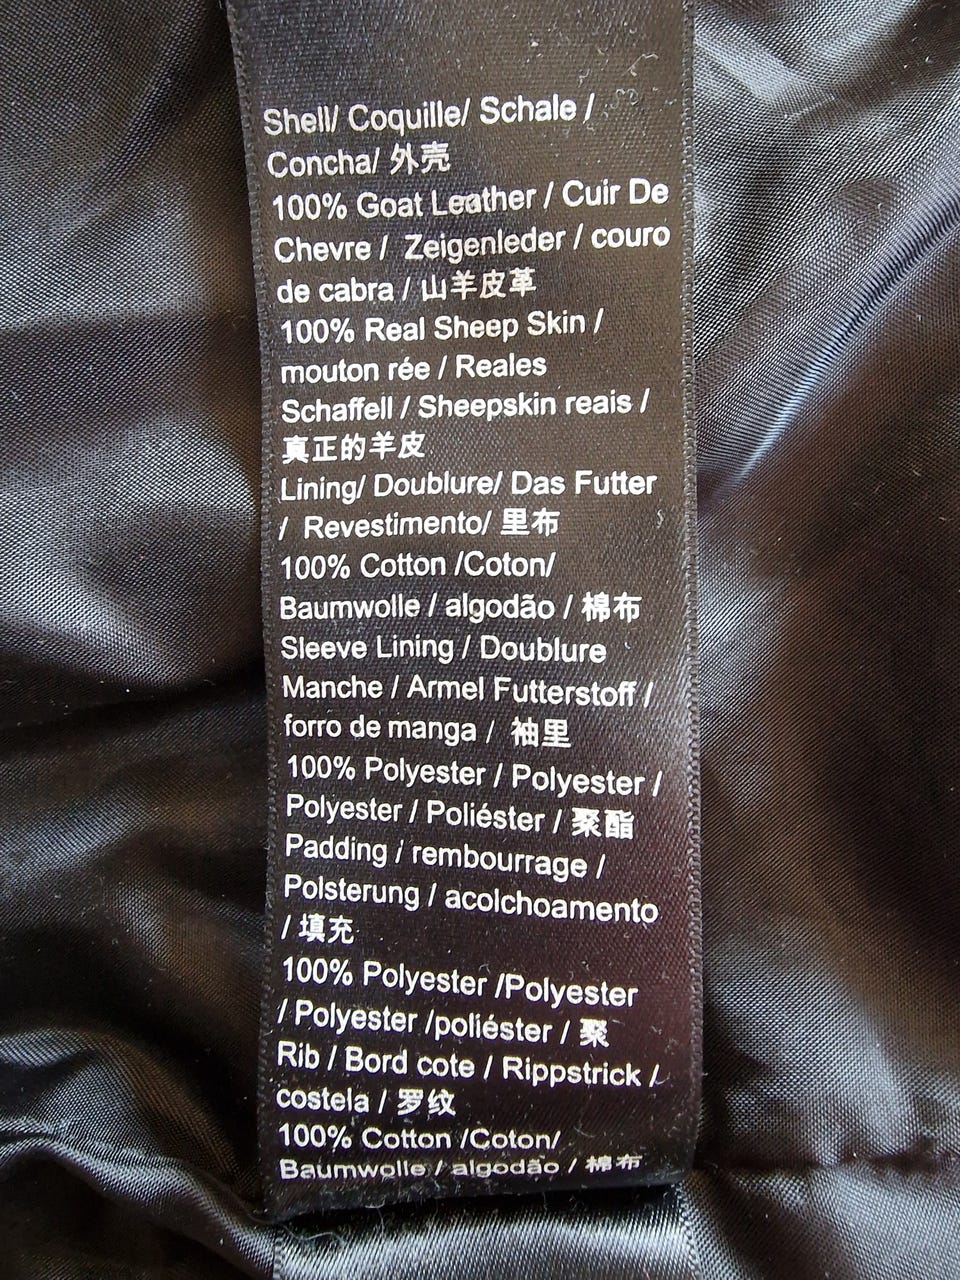 Shell/ Coquille/ Schale /
Concha/ 外壳
100% Goat Leather / Cuir De
Chevre / Zeigenleder / couro
de cabra / 山羊皮革
100% Real Sheep Skin /
mouton rée / Reales
Schaffell / Sheepskin reais /
真正的羊皮
Lining/ Doublure/ Das Futter
/ Revestimento/ 里布
100% Cotton /Coton/
Baumwolle / algodão / 棉布
Sleeve Lining / Doublure
Manche / Armel Futterstoff /
forro de manga / 袖里
100% Polyester / Polyester /
Polyester / Poliéster / 聚酯
Padding / rembourrage /
Polsterung / acolchoamento
/ 填充
100% Polyester /Polyester
/ Polyester /poliéster / 聚
Rib / Bord cote / Rippstrick /
costela / 罗纹
100% Cotton /Coton/
Baumwolle / algodão / 棉布